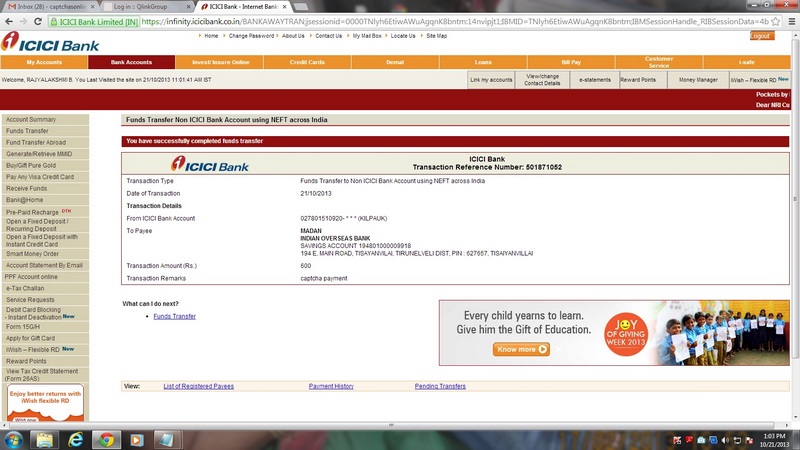 Inbox (28) - captchasonlin
Log in :: QlinkGroup
ICICI Bank - Internet Bank
ICICI Bank Limited [IN]
https://infinity.icicibank.co.in/BANKAWAYTRAN;jsessionid=
ICICI Bank
Home
Change Password
About Us
Contact Us
My Mail Box
Locate Us
Site Map
Logout
My Accounts
Bank Accounts
Invest/ Insure Online
Credit Cards
Demat
Loans
Bill Pay
Customer
Service
i-safe
Welcome, RAJYALAKSHMI B. You Last Visited the site on 21/10/2013 11:01:41 AM IST
Link my accounts
View/change
Contact Details
e-statements
Reward Points
Money Manager
iWish – Flexible RD New
Pockets by
Dear NRI Cu
Account Summary
Funds Transfer
Fund Transfer Abroad
Generate/Retrieve MMID
Buy/Gift Pure Gold
Pay Any Visa Credit Card
Receive Funds
Bank@Home
Pre-Paid Recharge DTH
Open a Fixed Deposit /
Recurring Deposit
Open a Fixed Deposit with
Instant Credit Card
Smart Money Order
Account Statement By Email
PPF Account online
e-Tax Challan
Service Requests
Debit Card Blocking
- Instant Deactivation New
Form 15G/H
Apply for Gift Card
iWish – Flexible RD New
Reward Points
View Tax Credit Statement
(Form 26AS)
Enjoy better returns with
iWish flexible RD
Funds Transfer Non ICICI Bank Account using NEFT across India
You have successfully completed funds transfer
ICICI Bank
ICICI Bank
Transaction Reference Number: 501871052
Transaction Type
Funds Transfer to Non ICICI Bank Account using NEFT across India
Date of Transaction
21/10/2013
Transaction Details
From ICICI Bank Account
027801510920- * * * (KILPAUK)
To Payee
MADAN
INDIAN OVERSEAS BANK
SAVINGS ACCOUNT 194801000009918
194 E, MAIN ROAD, TISAYANVILAI, TIRUNELVELI DIST, PIN : 627657, TISAIYANVILLAI
Transaction Amount (Rs.)
600
Transaction Remarks
captcha payment
What can I do next?
Funds Transfer
Every child yearns to learn.
Give him the Gift of Education.
Know more
JOY
OF GIVING
WEEK 2013
View:
List of Registered Payees
Payment History
Pending Transfers
1:03 PM
10/21/2013